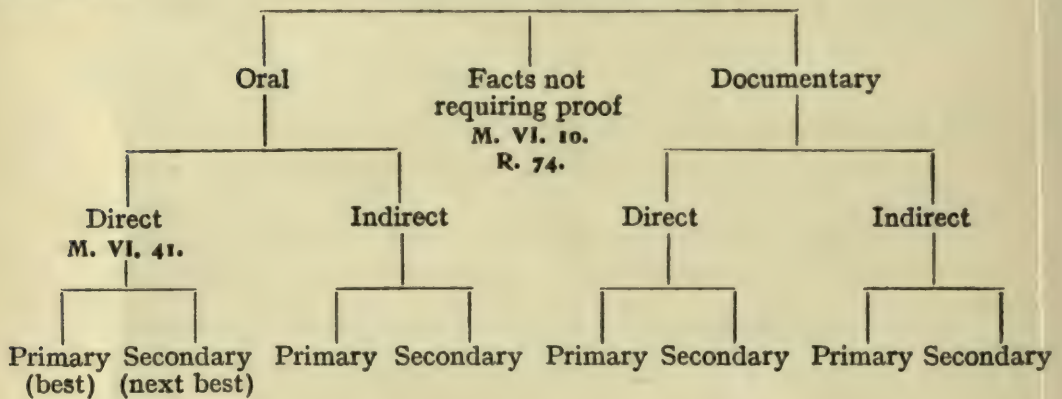 Oral Facts not Documentary
requiring proof
M. VI. 10.
R. 74.
Direct Indirect Direct Indirect
M. VI. 41.
Primary Secondary Primary Secondary Primary Secondary Primary Secondary
(best) (next best)